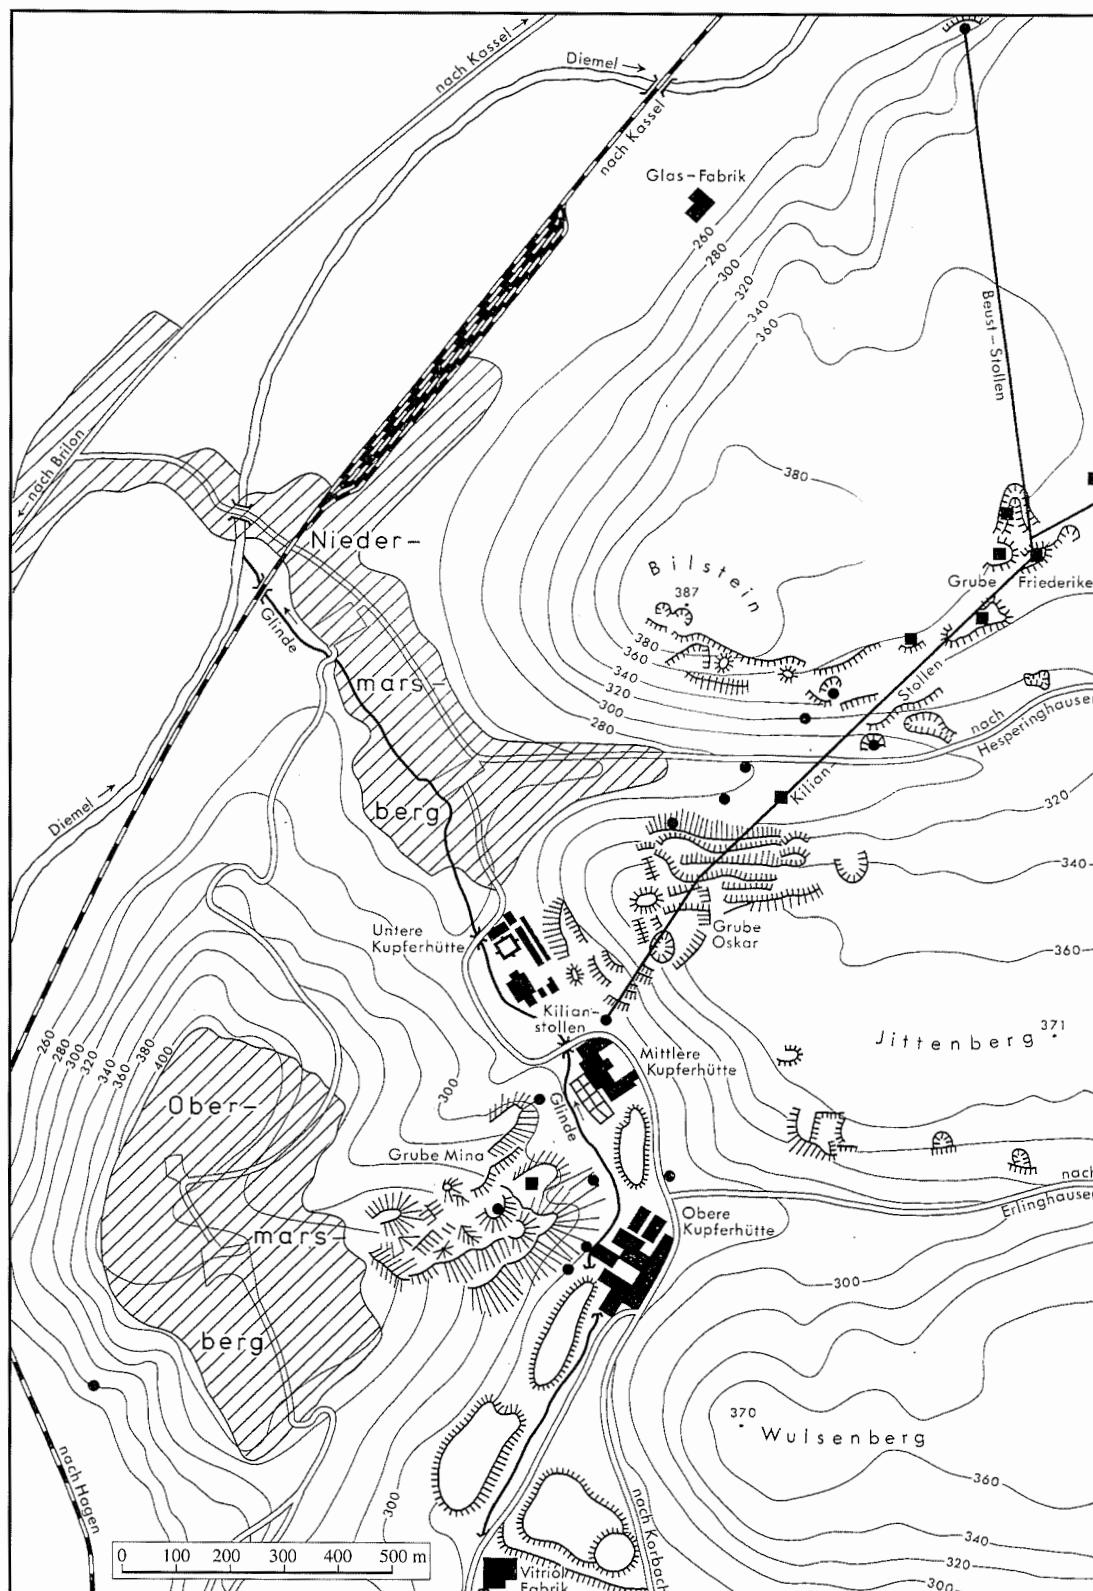 nach Kassel →
Diemel →
nach Kassel
Glas-Fabrik
260
280
300
320
340
360
Beust-Stollen
380
← nach Brilon
Nieder-
Bilstein
387
Grube Friederike
Glinde
380
360
340
320
300
280
Stollen
nach
Hesperinghausen
mars-
Kilian
320
Diemel →
berg
340
Untere
Kupferhütte
Grube
Oskar
360
Kilian-
stollen
Jittenberg
371
Mittlere
Kupferhütte
260
280
300
320
340
360
380
400
300
Ober-
Glinde
Grube Mina
nach
Erlinghausen
Obere
Kupferhütte
mars-
300
berg
370
Wulsenberg
360
nach Hagen
300
nach Korbach
340
320
300
0 100 200 300 400 500 m
Vitriol
Fabrik